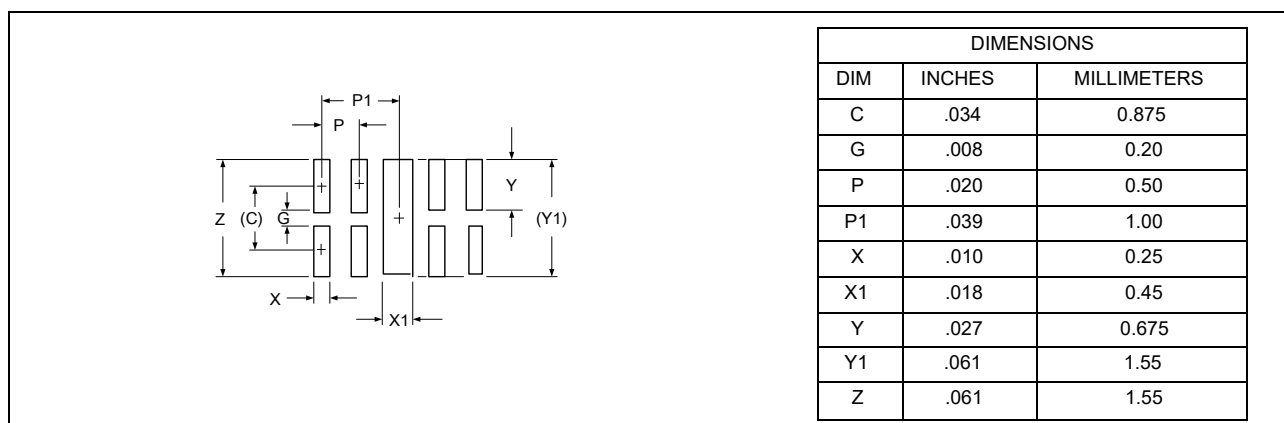 P1
P
Z (C) G Y (Y1)
X X1
DIMENSIONS
DIM INCHES MILLIMETERS
C .034 0.875
G .008 0.20
P .020 0.50
P1 .039 1.00
X .010 0.25
X1 .018 0.45
Y .027 0.675
Y1 .061 1.55
Z .061 1.55